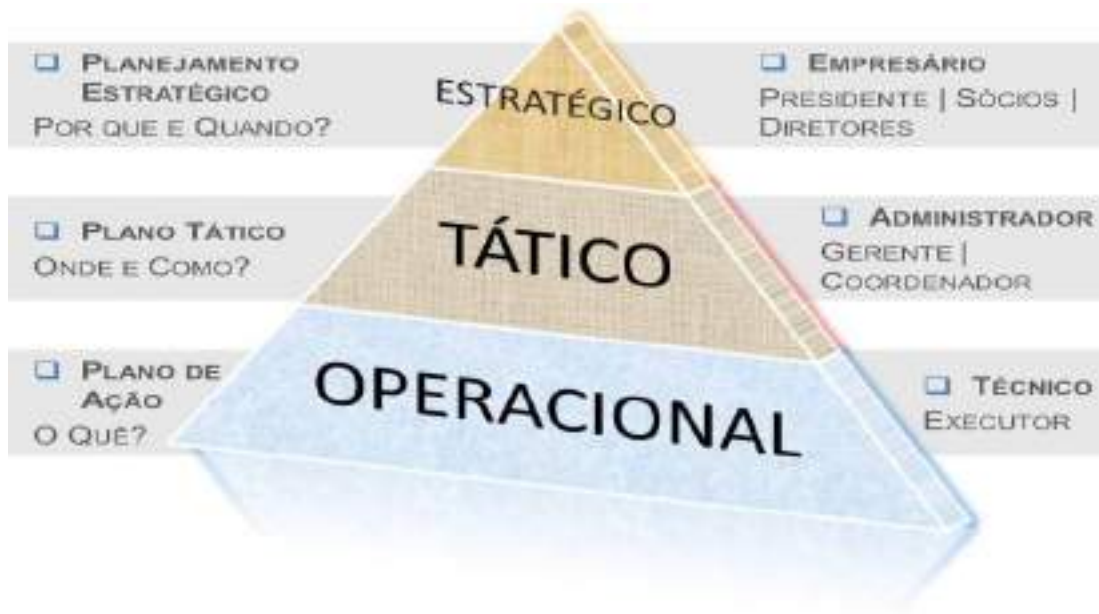 ❑ PLANEJAMENTO
ESTRATÉGICO
POR QUE E QUANDO?
ESTRATÉGICO
❑ EMPRESÁRIO
PRESIDENTE | SÓCIOS |
DIRETORES
❑ PLANO TÁTICO
ONDE E COMO?
TÁTICO
❑ ADMINISTRADOR
GERENTE |
COORDENADOR
❑ PLANO DE
AÇÃO
O QUÊ?
OPERACIONAL
❑ TÉCNICO
EXECUTOR